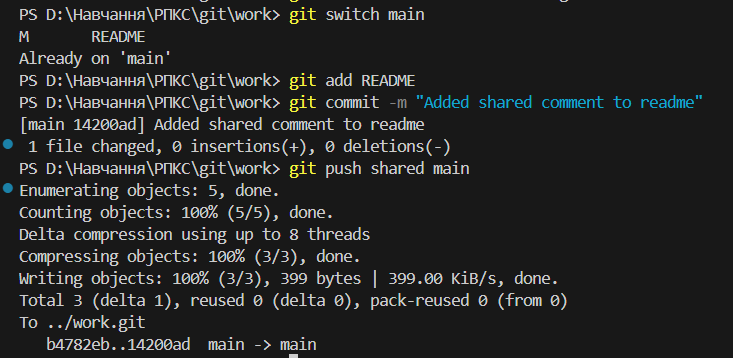 PS D:\Навчання\РПКС\git\work> git switch main
M       README
Already on 'main'
PS D:\Навчання\РПКС\git\work> git add README
PS D:\Навчання\РПКС\git\work> git commit -m "Added shared comment to readme"
[main 14200ad] Added shared comment to readme
 1 file changed, 0 insertions(+), 0 deletions(-)
PS D:\Навчання\РПКС\git\work> git push shared main
Enumerating objects: 5, done.
Counting objects: 100% (5/5), done.
Delta compression using up to 8 threads
Compressing objects: 100% (3/3), done.
Writing objects: 100% (3/3), 399 bytes | 399.00 KiB/s, done.
Total 3 (delta 1), reused 0 (delta 0), pack-reused 0 (from 0)
To ../work.git
   b4782eb..14200ad  main -> main